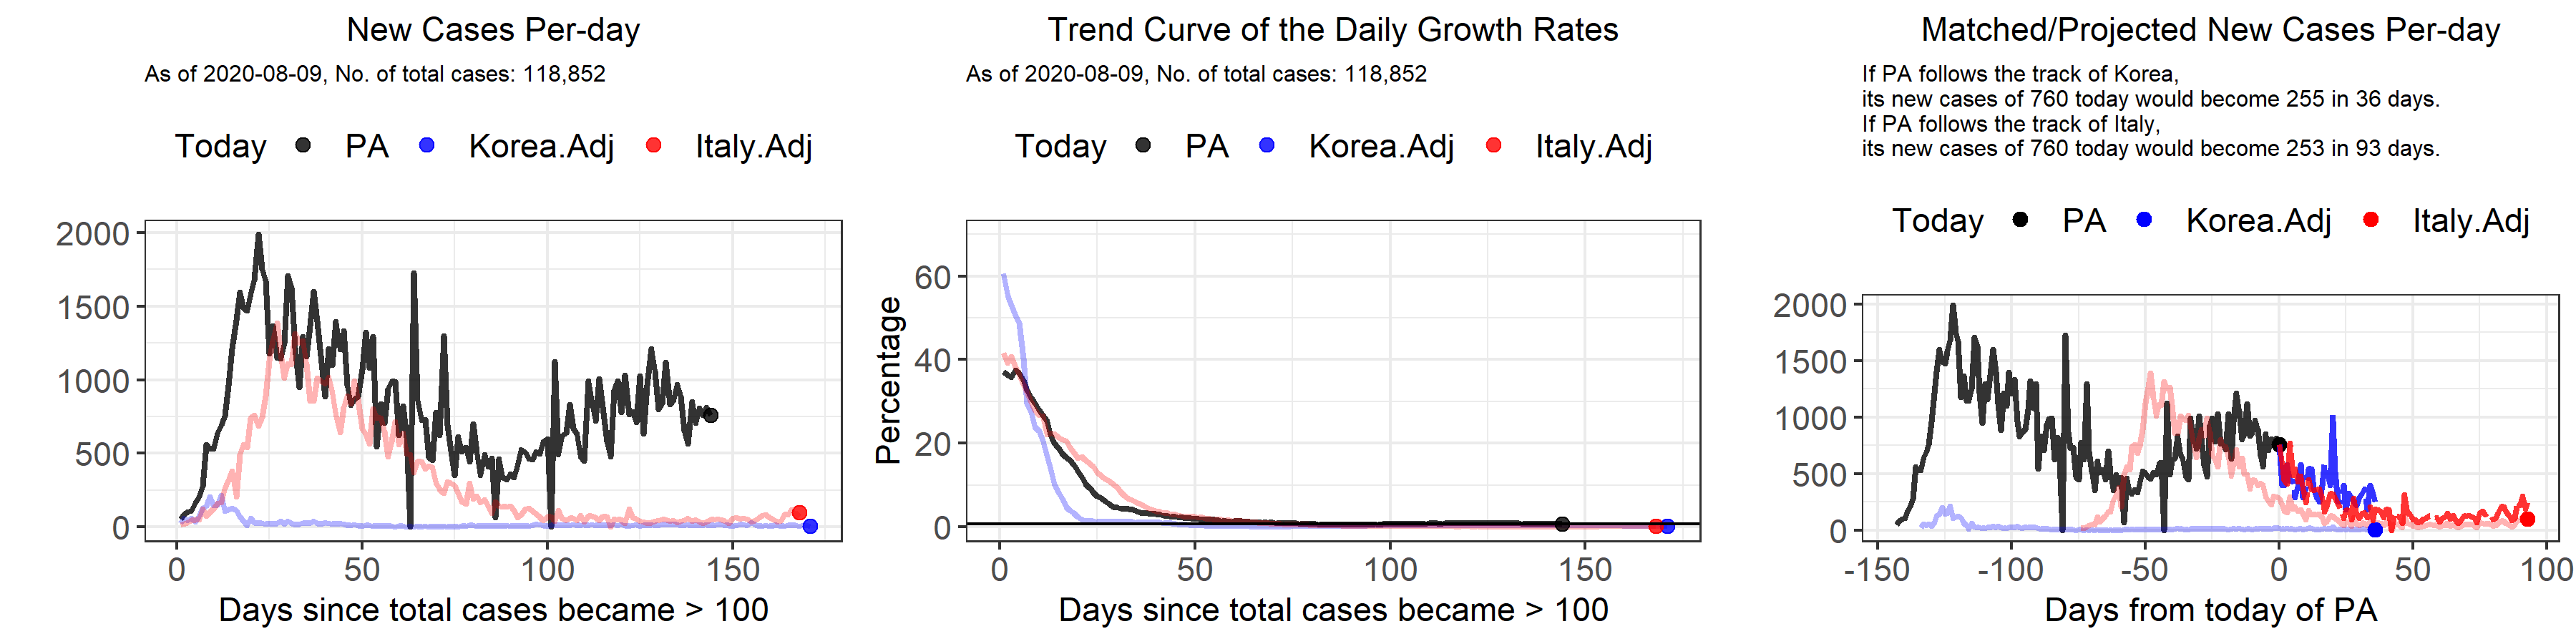 New Cases Per-day
As of 2020-08-09, No. of total cases: 118,852
Today PA Korea.Adj Italy.Adj
2000
1500
1000
500
0
0 50 100 150
Days since total cases became > 100
Trend Curve of the Daily Growth Rates
As of 2020-08-09, No. of total cases: 118,852
Today PA Korea.Adj Italy.Adj
Percentage
60
40
20
0
0 50 100 150
Days since total cases became > 100
Matched/Projected New Cases Per-day
If PA follows the track of Korea,
its new cases of 760 today would become 255 in 36 days.
If PA follows the track of Italy,
its new cases of 760 today would become 253 in 93 days.
Today PA Korea.Adj Italy.Adj
2000
1500
1000
500
0
-150 -100 -50 0 50 100
Days from today of PA